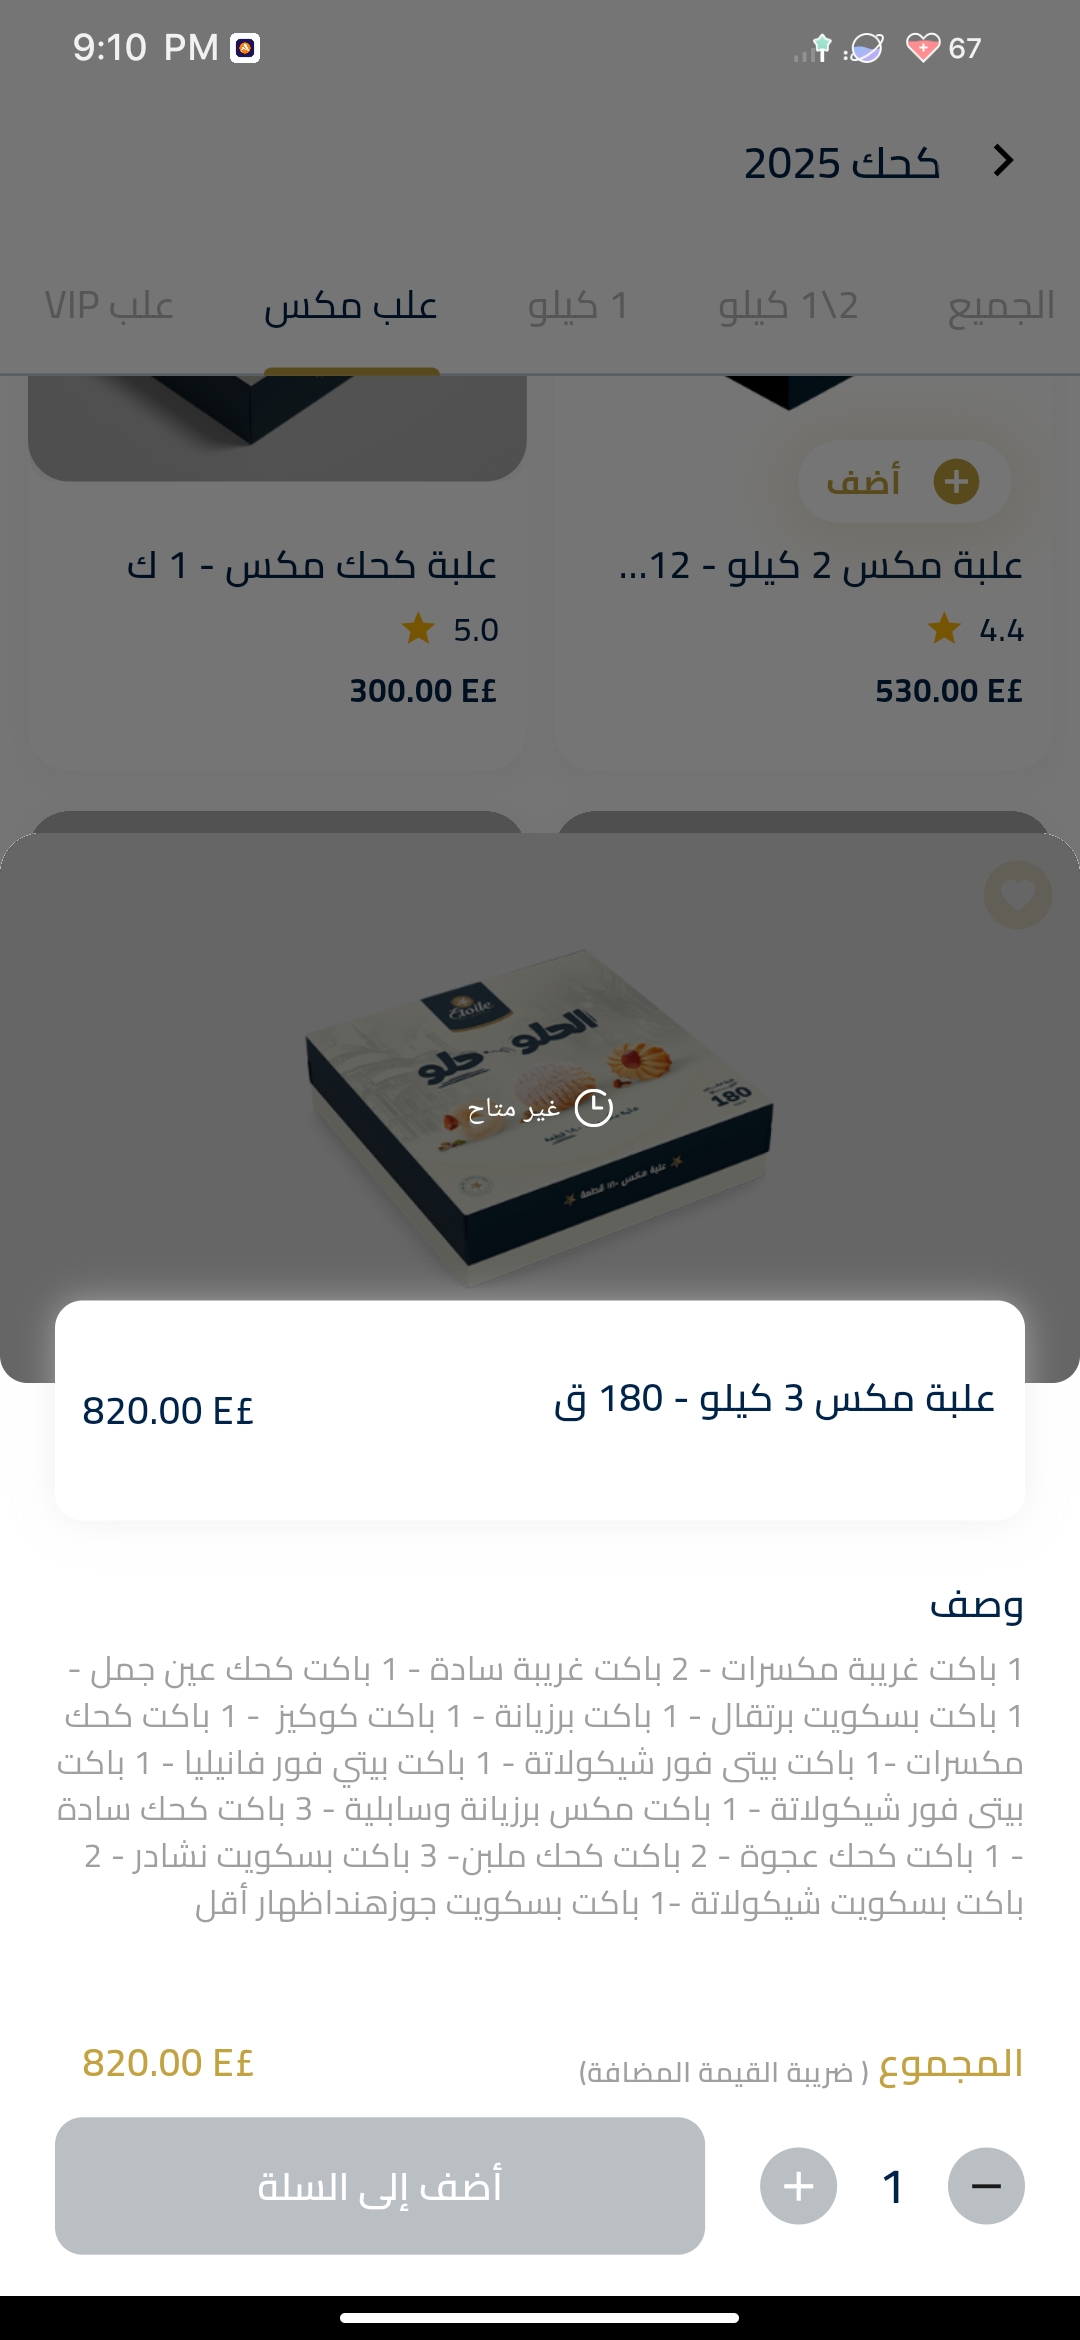 9:10 PM
67
كحك 2025
الجميع
1\2 كيلو
1 كيلو
علب مكس
علب VIP
أضف
علبة مكس 2 كيلو - 12...
4.4
530.00 E£
علبة كحك مكس - 1 ك
5.0
300.00 E£
Etoile
الحلو حلو
180
علبة مكس ١٨٠ قطعة
غير متاح
علبة مكس 3 كيلو - 180 ق
820.00 E£
وصف
1 باكت غريبة مكسرات - 2 باكت غريبة سادة - 1 باكت كحك عين جمل -
1 باكت بسكويت برتقال - 1 باكت برزيانة - 1 باكت كوكيز - 1 باكت كحك
مكسرات -1 باكت بيتى فور شيكولاتة - 1 باكت بيتي فور فانيليا - 1 باكت
بيتى فور شيكولاتة - 1 باكت مكس برزيانة وسابلية - 3 باكت كحك سادة
- 1 باكت كحك عجوة - 2 باكت كحك ملبن- 3 باكت بسكويت نشادر - 2
باكت بسكويت شيكولاتة -1 باكت بسكويت جوزهنداظهار أقل
المجموع ( ضريبة القيمة المضافة)
820.00 E£
1
أضف إلى السلة